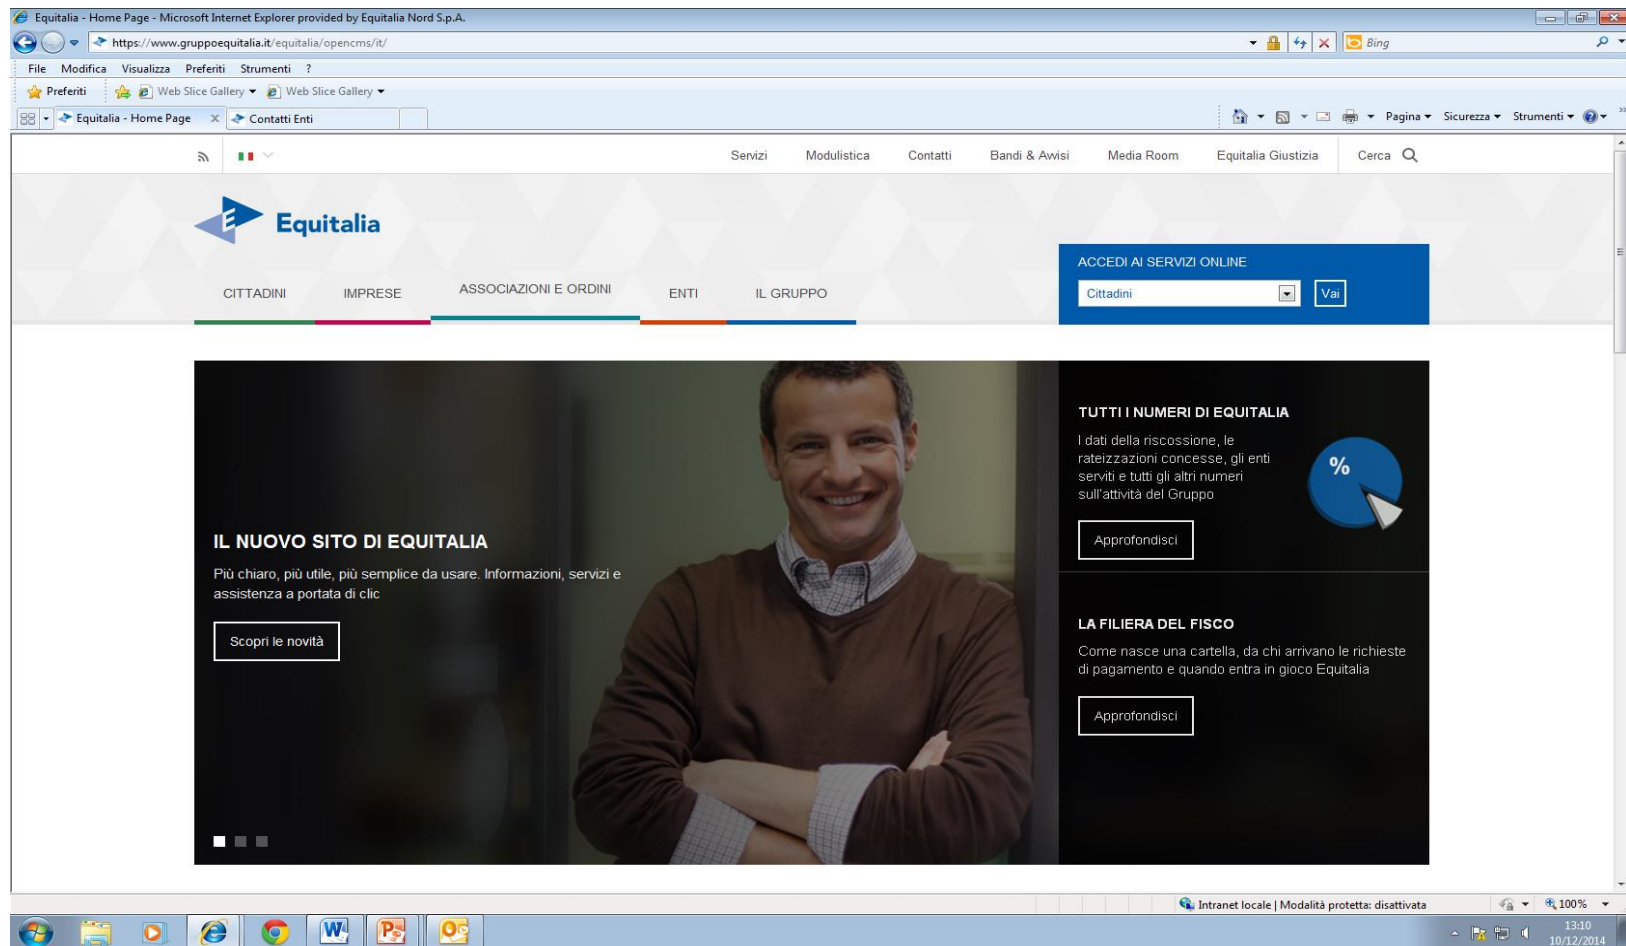 Equitalia - Home Page - Microsoft Internet Explorer provided by Equitalia Nord S.p.A.
https://www.gruppoequitalia.it/equitalia/opencms/it/
Bing
File Modifica Visualizza Preferiti Strumenti ?
Preferiti Web Slice Gallery Web Slice Gallery
Equitalia - Home Page x Contatti Enti
Pagina Sicurezza Strumenti
Servizi Modulistica Contatti Bandi & Avvisi Media Room Equitalia Giustizia Cerca
E Equitalia
ACCEDI AI SERVIZI ONLINE
CITTADINI IMPRESE ASSOCIAZIONI E ORDINI ENTI IL GRUPPO
Cittadini Vai
TUTTI I NUMERI DI EQUITALIA
I dati della riscossione, le
rateizzazioni concesse, gli enti
serviti e tutti gli altri numeri
sull'attività del Gruppo
%
Approfondisci
IL NUOVO SITO DI EQUITALIA
Più chiaro, più utile, più semplice da usare. Informazioni, servizi e
assistenza a portata di clic
Scopri le novità
LA FILIERA DEL FISCO
Come nasce una cartella, da chi arrivano le richieste
di pagamento e quando entra in gioco Equitalia
Approfondisci
Intranet locale | Modalità protetta: disattivata 100%
13:10
10/12/2014